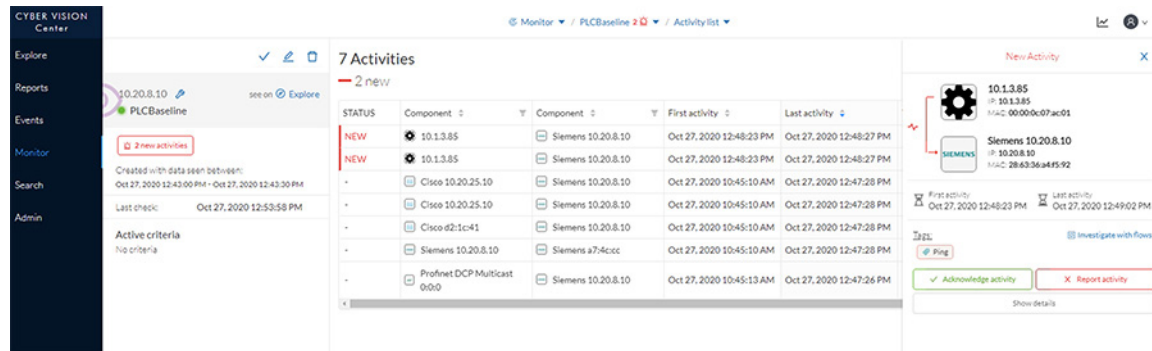 CYBER VISION
Center
Monitor / PLCBaseline 2 / Activity list
Explore
Reports
Events
Monitor
Search
Admin
10.20.8.10 see on Explore
PLCBaseline
2 new activities
Created with data seen between:
Oct 27, 2020 12:43:00 PM - Oct 27, 2020 12:43:30 PM
Last check: Oct 27, 2020 12:53:58 PM
Active criteria
No criteria
7 Activities
2 new
STATUS Component Component First activity Last activity
NEW 10.1.3.85 Siemens 10.20.8.10 Oct 27, 2020 12:48:23 PM Oct 27, 2020 12:48:27 PM
NEW 10.1.3.85 Siemens 10.20.8.10 Oct 27, 2020 12:48:23 PM Oct 27, 2020 12:48:27 PM
- Cisco 10.20.25.10 Siemens 10.20.8.10 Oct 27, 2020 10:45:10 AM Oct 27, 2020 12:47:28 PM
- Cisco 10.20.25.10 Siemens 10.20.8.10 Oct 27, 2020 10:45:10 AM Oct 27, 2020 12:47:28 PM
- Cisco d2:1c:41 Siemens 10.20.8.10 Oct 27, 2020 10:45:10 AM Oct 27, 2020 12:47:28 PM
- Siemens 10.20.8.10 Siemens a7:4c:cc Oct 27, 2020 10:45:10 AM Oct 27, 2020 12:47:28 PM
- Profinet DCP Multicast
0:0:0 Siemens 10.20.8.10 Oct 27, 2020 10:45:13 AM Oct 27, 2020 12:47:26 PM
New Activity X
10.1.3.85
IP: 10.1.3.85
MAC: 00:00:0c:07:ac:01
SIEMENS
Siemens 10.20.8.10
IP: 10.20.8.10
MAC: 28:63:36:a4:f5:92
First activity Last activity
Oct 27, 2020 12:48:23 PM Oct 27, 2020 12:49:02 PM
Tags: Investigate with flows
Ping
Acknowledge activity X Report activity
Show details